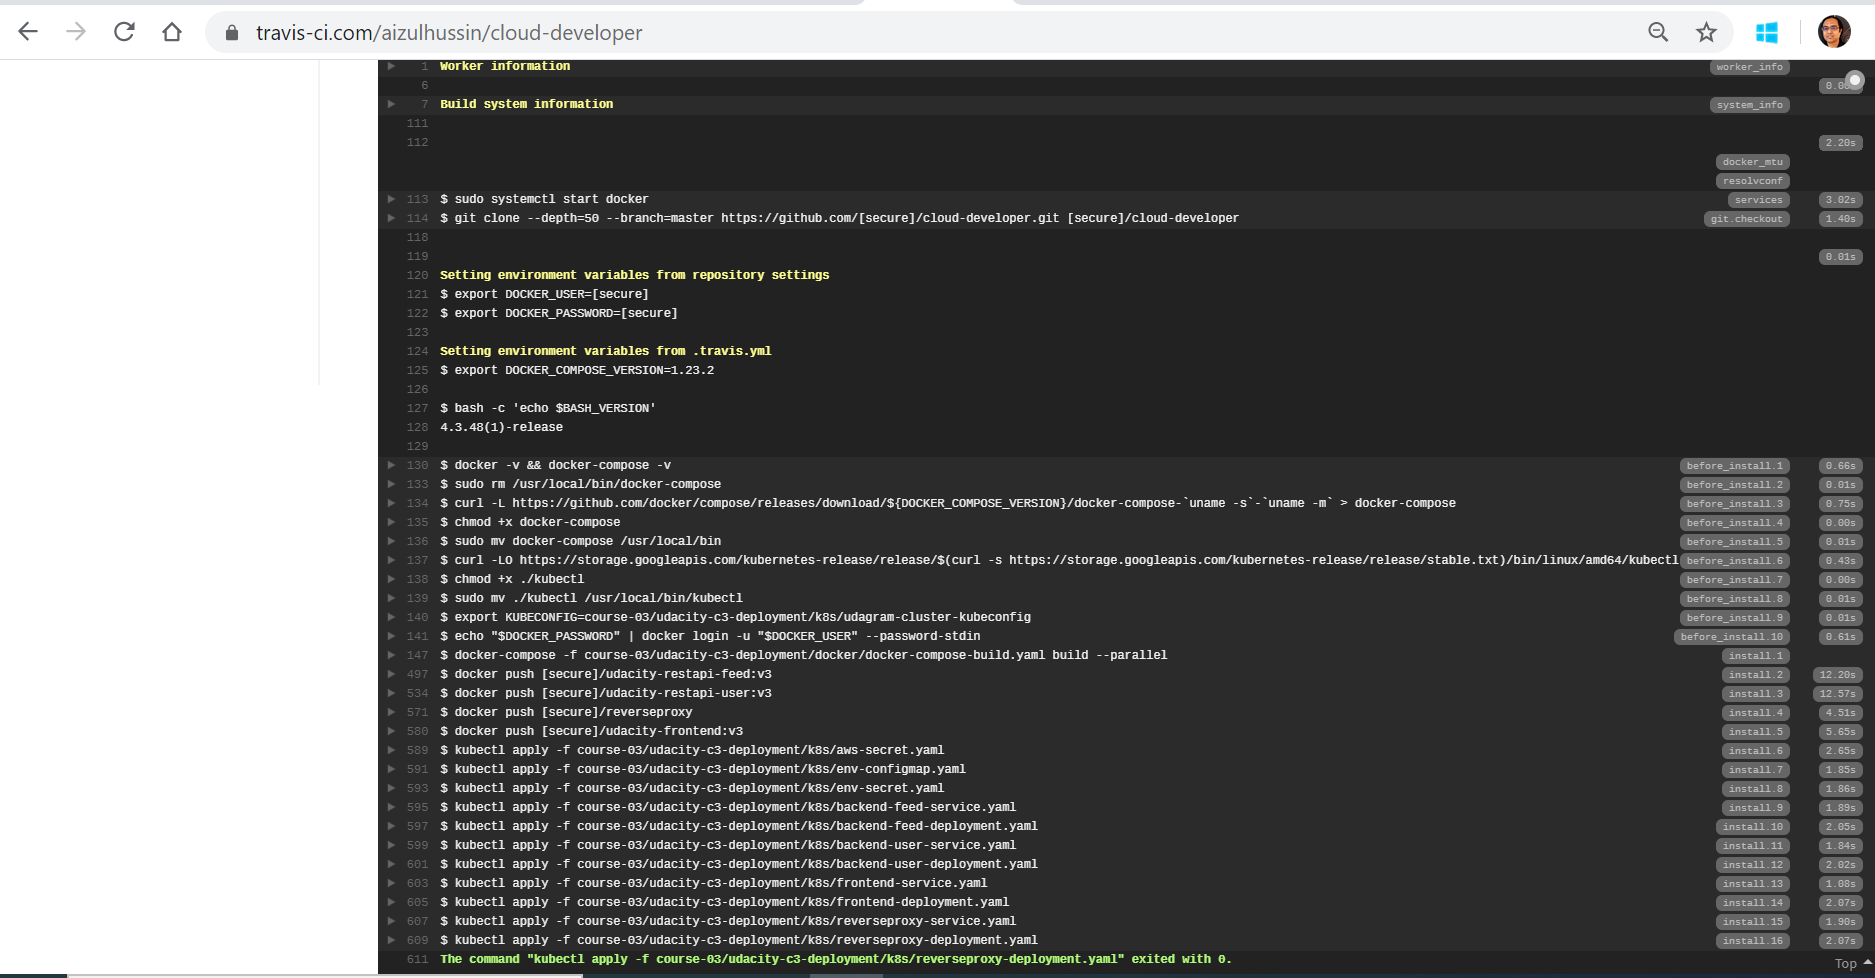 travis-ci.com/aizulhussin/cloud-developer
1 Worker information worker_info
6
7 Build system information system_info
111
112 2.20s
docker_mtu
resolvconf
113 $ sudo systemctl start docker services 3.02s
114 $ git clone --depth=50 --branch=master https://github.com/[secure]/cloud-developer.git [secure]/cloud-developer git.checkout 1.40s
118
119 0.01s
120 Setting environment variables from repository settings
121 $ export DOCKER_USER=[secure]
122 $ export DOCKER_PASSWORD=[secure]
123
124 Setting environment variables from .travis.yml
125 $ export DOCKER_COMPOSE_VERSION=1.23.2
126
127 $ bash -c 'echo $BASH_VERSION'
128 4.3.48(1)-release
129
130 $ docker -v && docker-compose -v before_install.1 0.66s
133 $ sudo rm /usr/local/bin/docker-compose before_install.2 0.01s
134 $ curl -L https://github.com/docker/compose/releases/download/${DOCKER_COMPOSE_VERSION}/docker-compose-`uname -s`-`uname -m` > docker-compose before_install.3 0.75s
135 $ chmod +x docker-compose before_install.4 0.00s
136 $ sudo mv docker-compose /usr/local/bin before_install.5 0.01s
137 $ curl -LO https://storage.googleapis.com/kubernetes-release/release/$(curl -s https://storage.googleapis.com/kubernetes-release/release/stable.txt)/bin/linux/amd64/kubectl before_install.6 0.43s
138 $ chmod +x ./kubectl before_install.7 0.00s
139 $ sudo mv ./kubectl /usr/local/bin/kubectl before_install.8 0.01s
140 $ export KUBECONFIG=course-03/udacity-c3-deployment/k8s/udagram-cluster-kubeconfig before_install.9 0.01s
141 $ echo "$DOCKER_PASSWORD" | docker login -u "$DOCKER_USER" --password-stdin before_install.10 0.61s
147 $ docker-compose -f course-03/udacity-c3-deployment/docker/docker-compose-build.yaml build --parallel install.1
497 $ docker push [secure]/udacity-restapi-feed:v3 install.2 12.20s
534 $ docker push [secure]/udacity-restapi-user:v3 install.3 12.57s
571 $ docker push [secure]/reverseproxy install.4 4.51s
580 $ docker push [secure]/udacity-frontend:v3 install.5 5.65s
589 $ kubectl apply -f course-03/udacity-c3-deployment/k8s/aws-secret.yaml install.6 2.65s
591 $ kubectl apply -f course-03/udacity-c3-deployment/k8s/env-configmap.yaml install.7 1.85s
593 $ kubectl apply -f course-03/udacity-c3-deployment/k8s/env-secret.yaml install.8 1.86s
595 $ kubectl apply -f course-03/udacity-c3-deployment/k8s/backend-feed-service.yaml install.9 1.89s
597 $ kubectl apply -f course-03/udacity-c3-deployment/k8s/backend-feed-deployment.yaml install.10 2.05s
599 $ kubectl apply -f course-03/udacity-c3-deployment/k8s/backend-user-service.yaml install.11 1.84s
601 $ kubectl apply -f course-03/udacity-c3-deployment/k8s/backend-user-deployment.yaml install.12 2.02s
603 $ kubectl apply -f course-03/udacity-c3-deployment/k8s/frontend-service.yaml install.13 1.08s
605 $ kubectl apply -f course-03/udacity-c3-deployment/k8s/frontend-deployment.yaml install.14 2.07s
607 $ kubectl apply -f course-03/udacity-c3-deployment/k8s/reverseproxy-service.yaml install.15 1.90s
609 $ kubectl apply -f course-03/udacity-c3-deployment/k8s/reverseproxy-deployment.yaml install.16 2.07s
611 The command "kubectl apply -f course-03/udacity-c3-deployment/k8s/reverseproxy-deployment.yaml" exited with 0.
Top